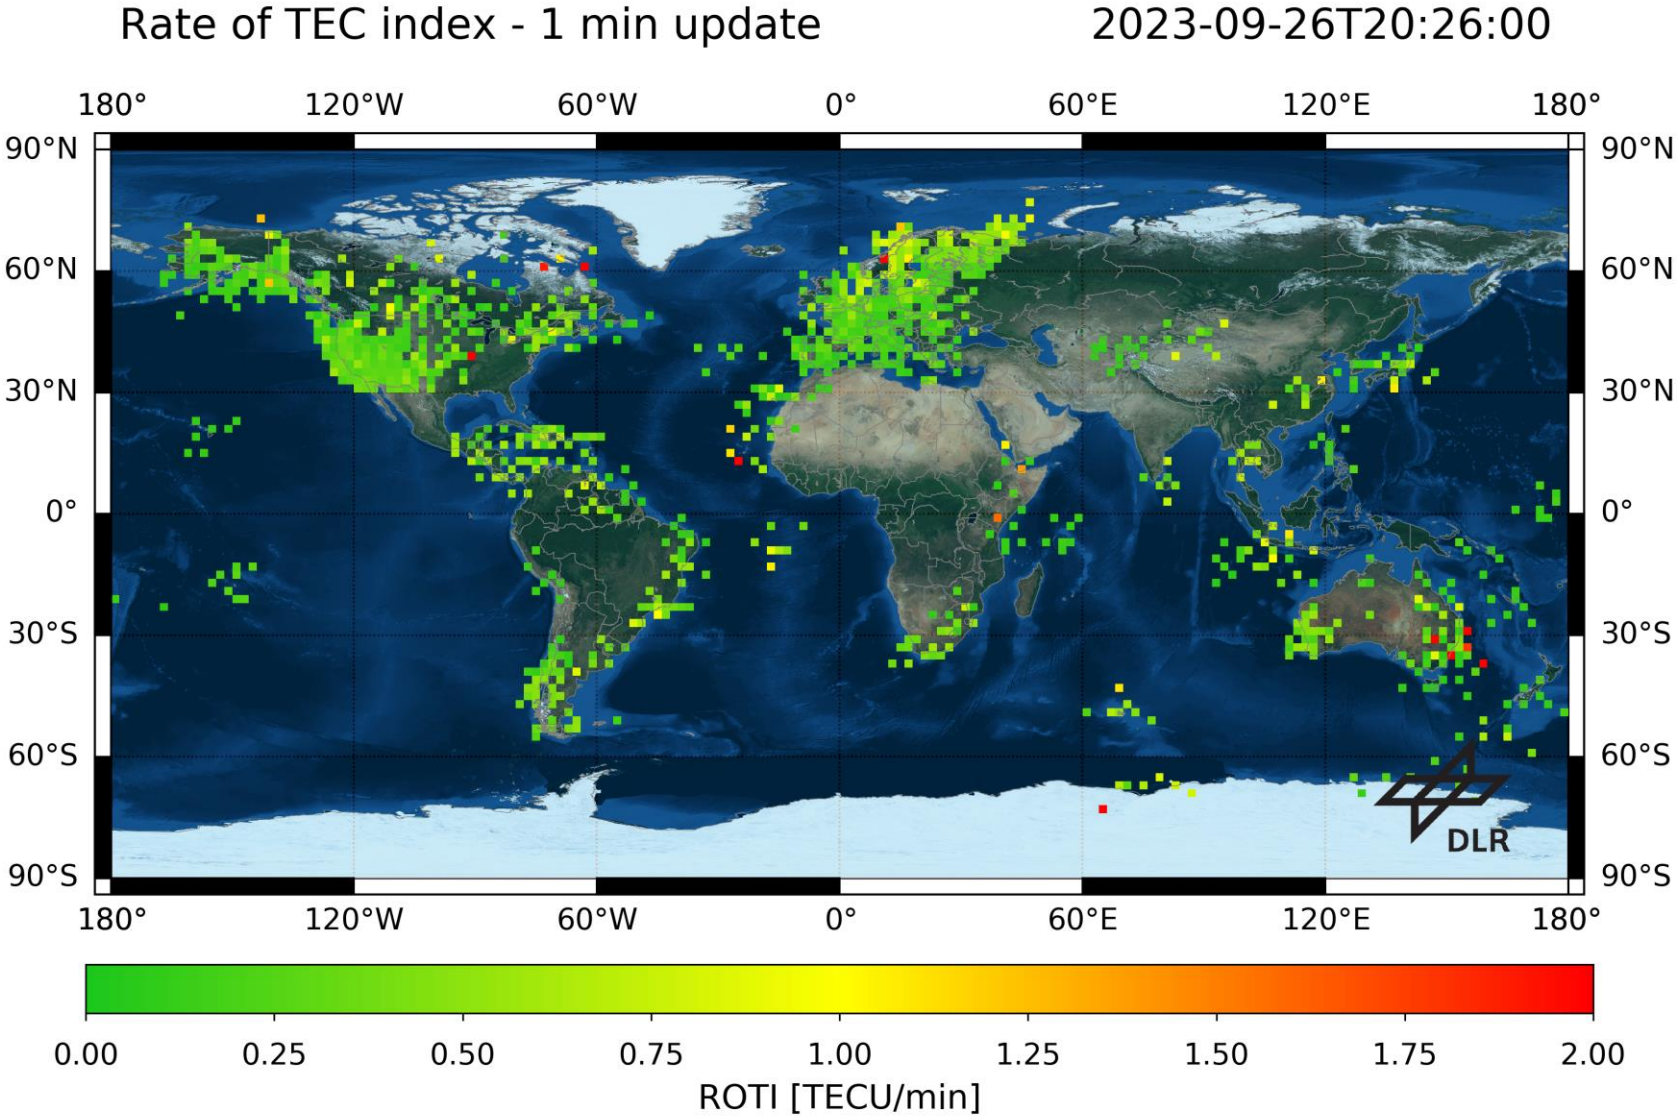 Rate of TEC index - 1 min update 2023-09-26T20:26:00
180° 120°W 60°W 0° 60°E 120°E 180°
90°N 90°N
60°N 60°N
30°N 30°N
0° 0°
30°S 30°S
60°S 60°S
DLR
90°S 90°S
180° 120°W 60°W 0° 60°E 120°E 180°
0.00 0.25 0.50 0.75 1.00 1.25 1.50 1.75 2.00
ROTI [TECU/min]